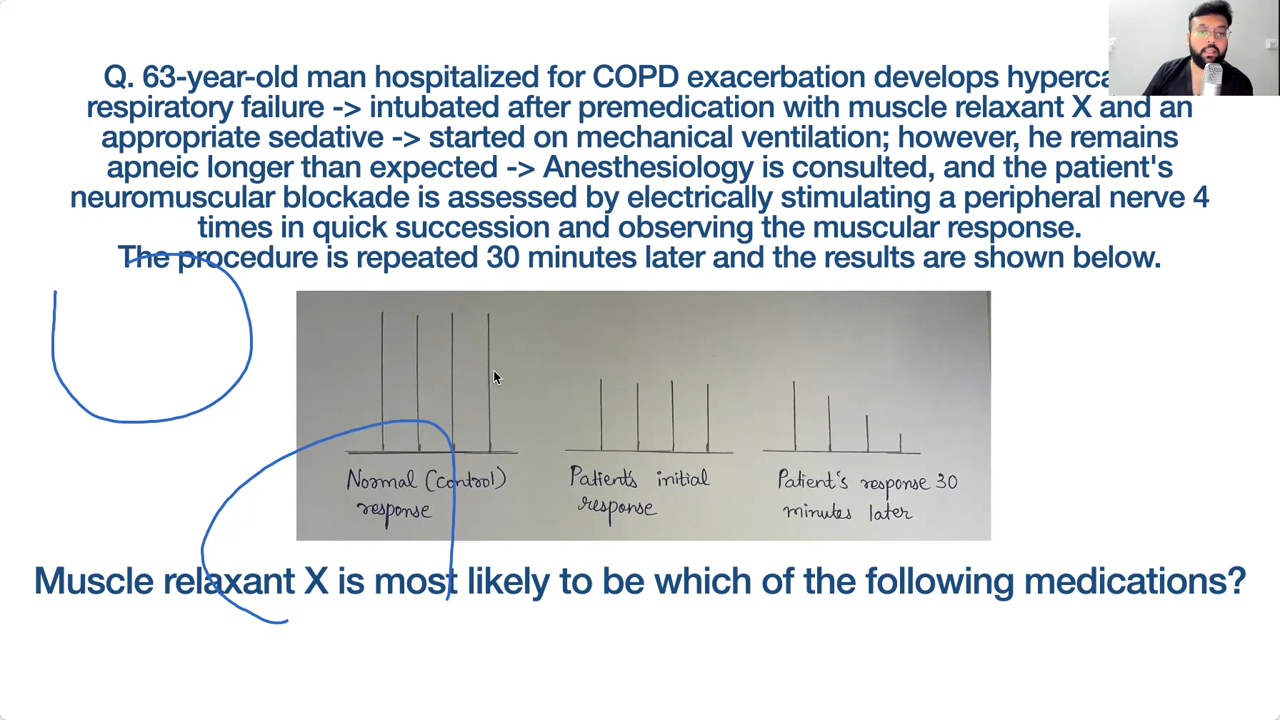 Q. 63-year-old man hospitalized for COPD exacerbation develops
respiratory failure -> intubated after premedication with muscle relaxant X and an
appropriate sedative -> started on mechanical ventilation; however, he remains
apneic longer than expected -> Anesthesiology is consulted, and the patient's
neuromuscular blockade is assessed by electrically stimulating a peripheral nerve 4
times in quick succession and observing the muscular response.
The procedure is repeated 30 minutes later and the results are shown below.
Normal (control)
response
Patient's initial
response
Patient's response 30
minutes later
Muscle relaxant X is most likely to be which of the following medications?